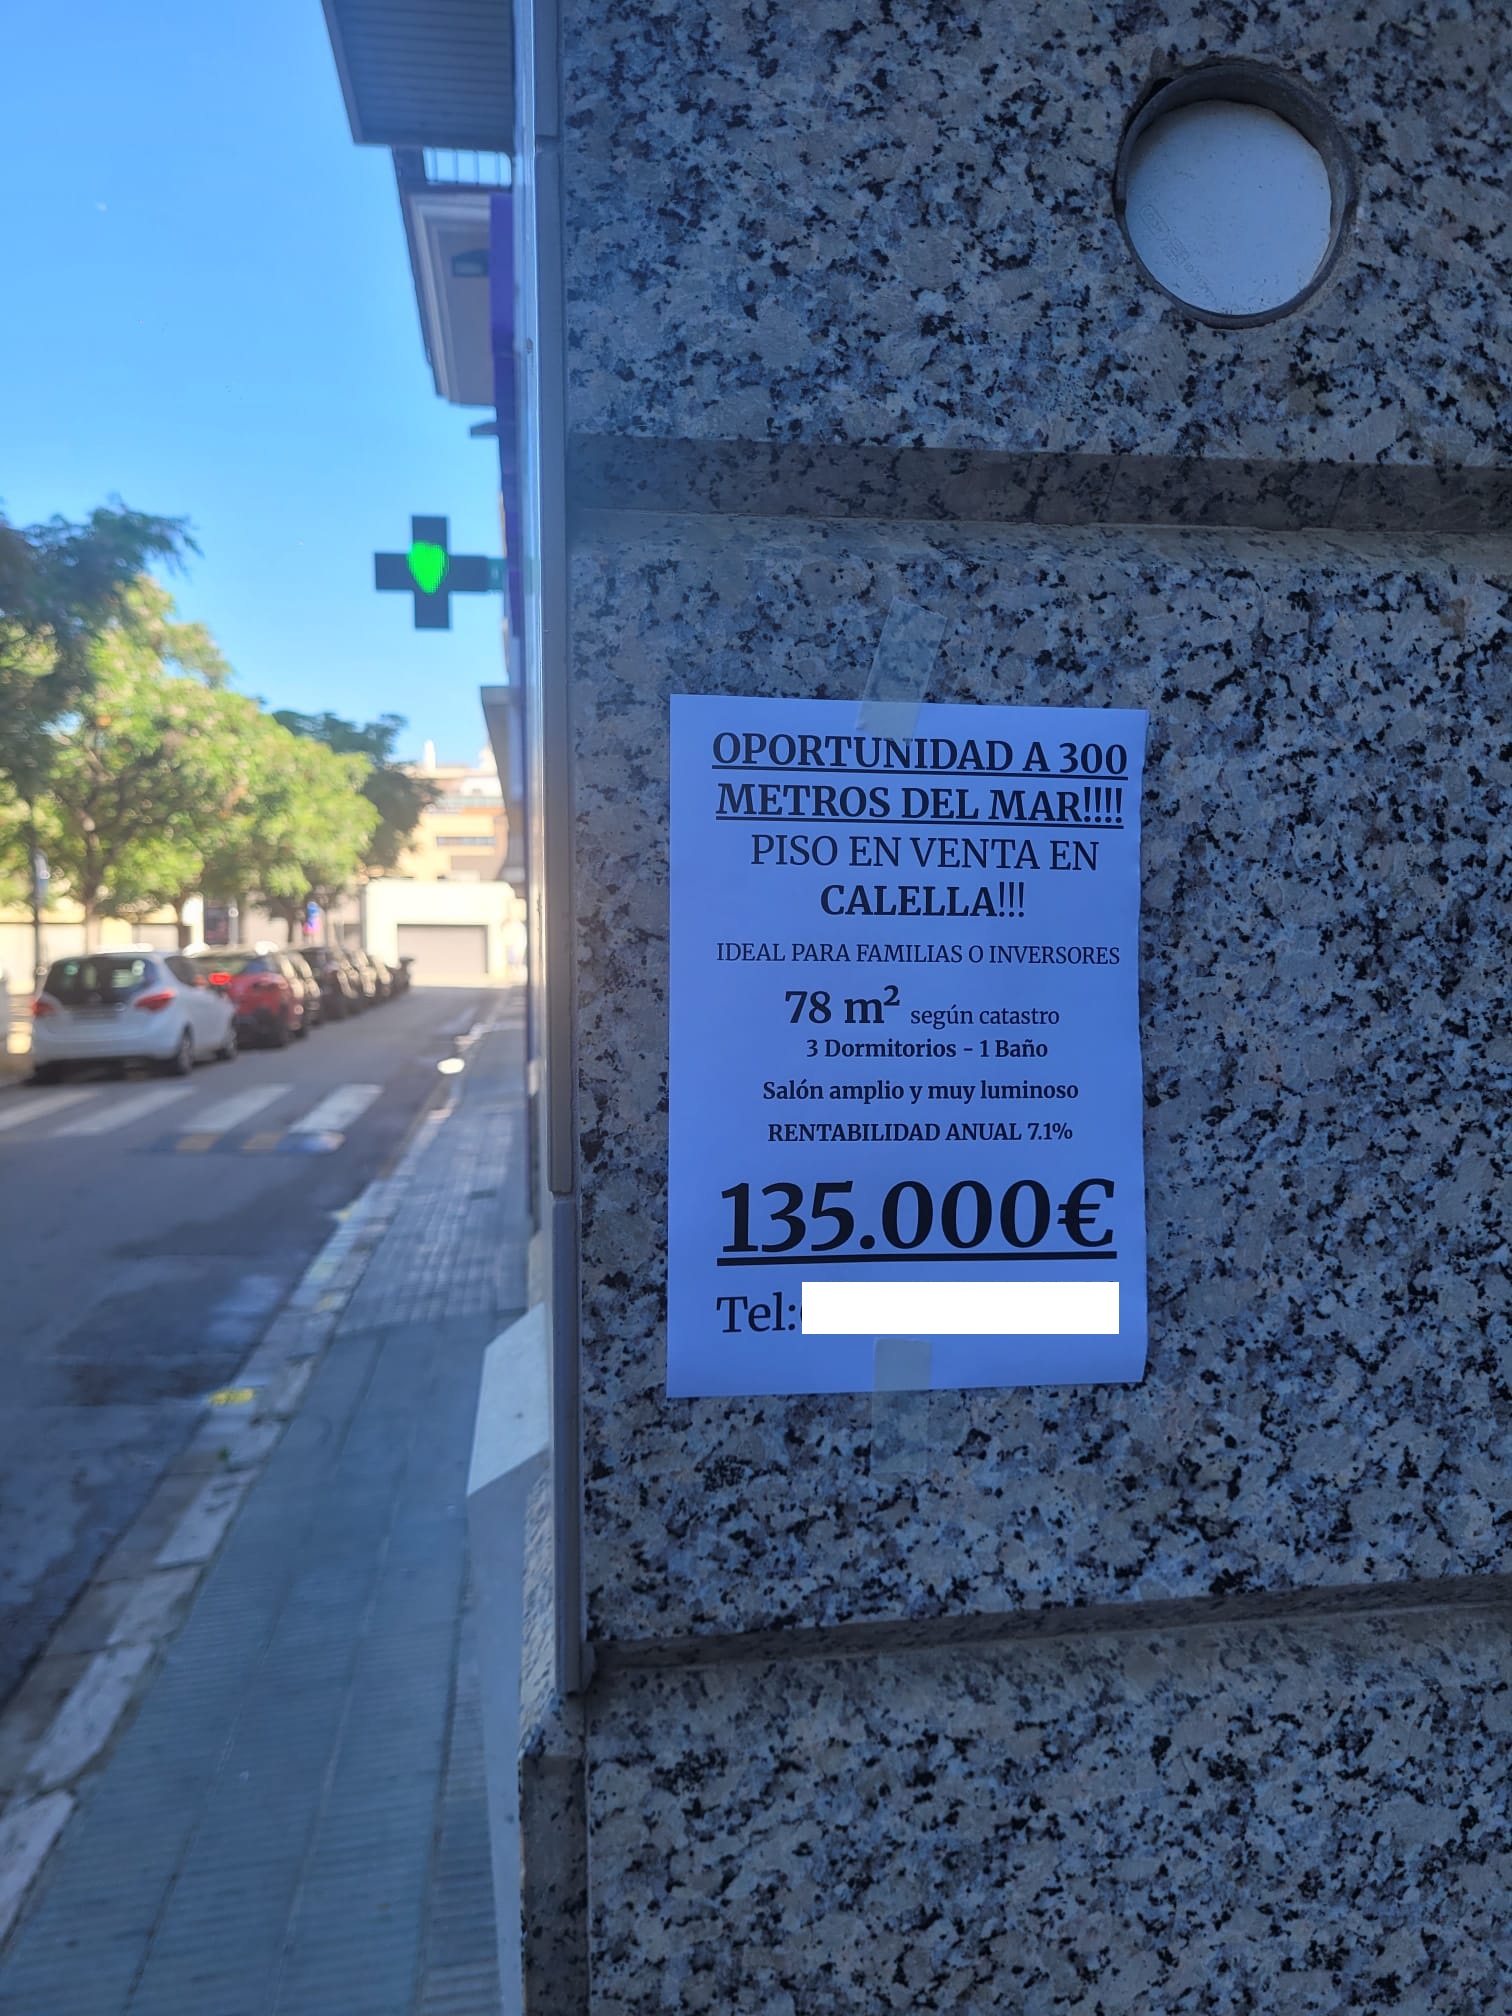 OPORTUNIDAD A 300
METROS DEL MAR!!!!
PISO EN VENTA EN
CALELLA!!!
IDEAL PARA FAMILIAS O INVERSORES
78 m² según catastro
3 Dormitorios - 1 Baño
Salón amplio y muy luminoso
RENTABILIDAD ANUAL 7.1%
135.000€
Tel: